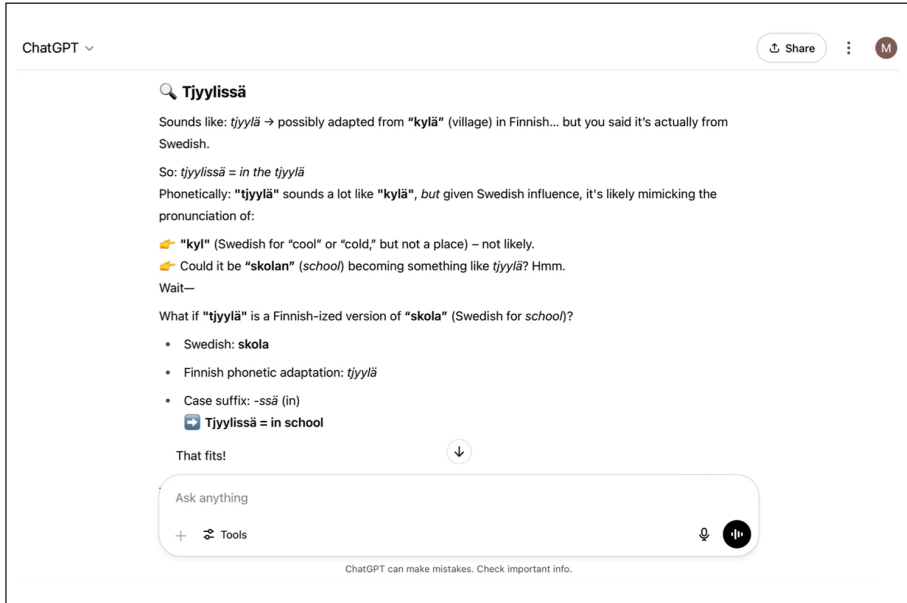 ChatGPT
Share
M
🔍 Tjyylissä
Sounds like: tjyylä → possibly adapted from “kylä” (village) in Finnish... but you said it’s actually from
Swedish.
So: tjyylissä = in the tjyylä
Phonetically: "tjyylä" sounds a lot like "kylä", but given Swedish influence, it's likely mimicking the
pronunciation of:
👉 "kyl" (Swedish for “cool” or “cold,” but not a place) – not likely.
👉 Could it be “skolan” (school) becoming something like tjyylä? Hmm.
Wait—
What if "tjyylä" is a Finnish-ized version of “skola” (Swedish for school)?
• Swedish: skola
• Finnish phonetic adaptation: tjyylä
• Case suffix: -ssä (in)
➡️ Tjyylissä = in school
That fits!
Ask anything
Tools
ChatGPT can make mistakes. Check important info.